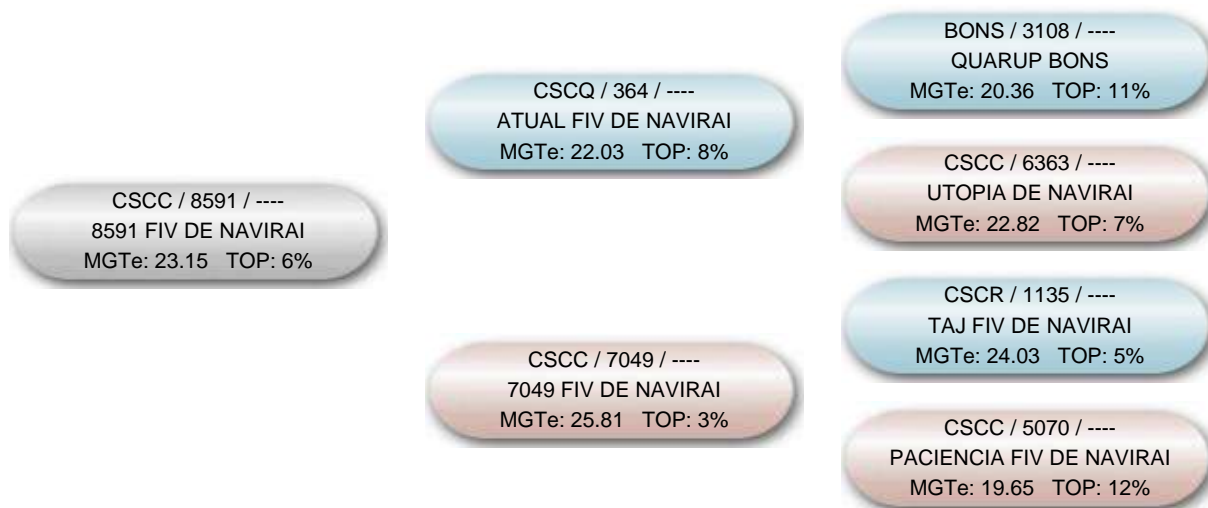 CSCC / 8591 / ----
8591 FIV DE NAVIRAI
MGTe: 23.15 TOP: 6%
CSCQ / 364 / ----
ATUAL FIV DE NAVIRAI
MGTe: 22.03 TOP: 8%
CSCC / 7049 / ----
7049 FIV DE NAVIRAI
MGTe: 25.81 TOP: 3%
BONS / 3108 / ----
QUARUP BONS
MGTe: 20.36 TOP: 11%
CSCC / 6363 / ----
UTOPIA DE NAVIRAI
MGTe: 22.82 TOP: 7%
CSCR / 1135 / ----
TAJ FIV DE NAVIRAI
MGTe: 24.03 TOP: 5%
CSCC / 5070 / ----
PACIENCIA FIV DE NAVIRAI
MGTe: 19.65 TOP: 12%